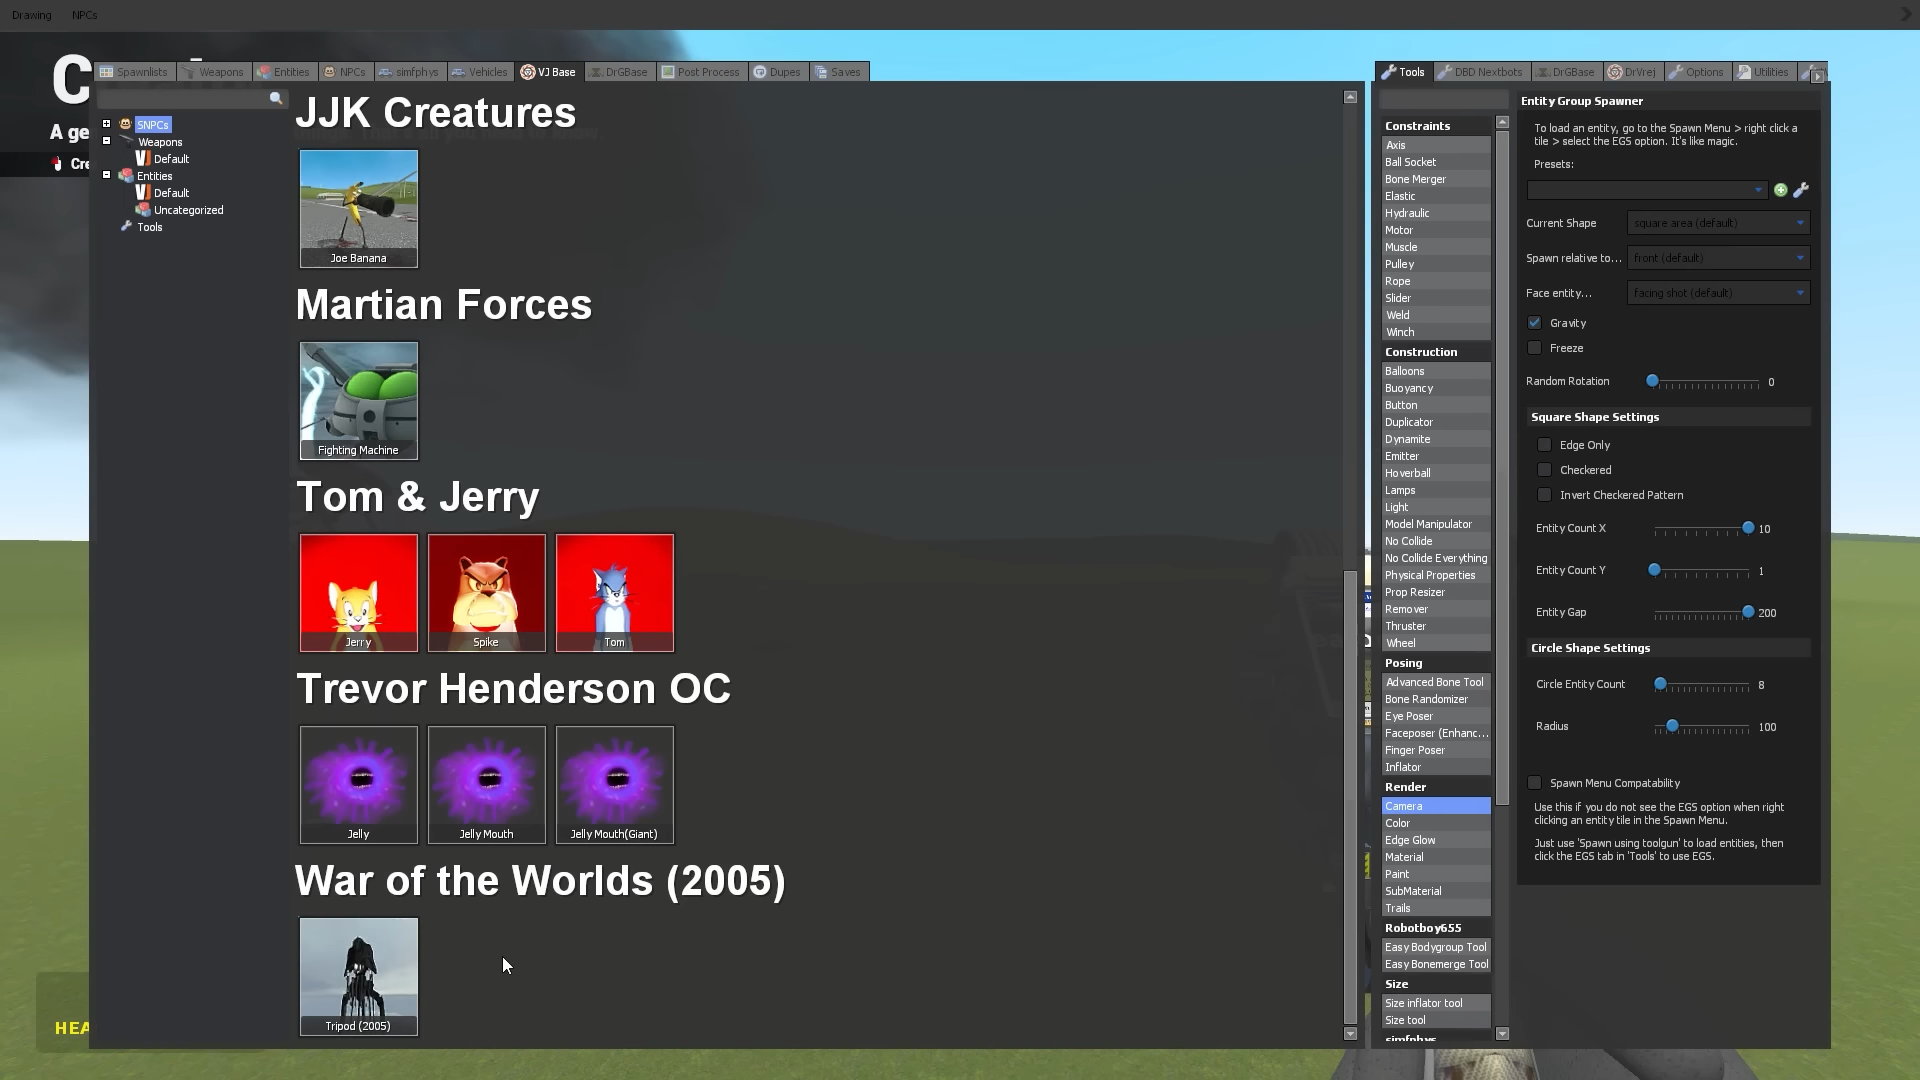 Drawing NPCs
C
A ge
Cre
HEA
Spawnlists Weapons Entities NPCs simfphys Vehicles VJ Base DrGBase Post Process Dupes Saves
SNPCs
Weapons
Default
Entities
Default
Uncategorized
Tools
JJK Creatures
Joe Banana
Martian Forces
Fighting Machine
Tom & Jerry
Jerry Spike Tom
Trevor Henderson OC
Jelly Jelly Mouth Jelly Mouth(Giant)
War of the Worlds (2005)
Tripod (2005)
Tools DBD Nextbots DrGBase DrVrej Options Utilities
Constraints
Axis
Ball Socket
Bone Merger
Elastic
Hydraulic
Motor
Muscle
Pulley
Rope
Slider
Weld
Winch
Construction
Balloons
Buoyancy
Button
Duplicator
Dynamite
Emitter
Hoverball
Lamps
Light
Model Manipulator
No Collide
No Collide Everything
Physical Properties
Prop Resizer
Remover
Thruster
Wheel
Posing
Advanced Bone Tool
Bone Randomizer
Eye Poser
Faceposer (Enhanc...
Finger Poser
Inflator
Render
Camera
Color
Edge Glow
Material
Paint
SubMaterial
Trails
Robotboy655
Easy Bodygroup Tool
Easy Bonemerge Tool
Size
Size inflator tool
Size tool
simfphys
Entity Group Spawner
To load an entity, go to the Spawn Menu > right click a
tile > select the EGS option. It's like magic.
Presets:
Current Shape square area (default)
Spawn relative to... front (default)
Face entity... facing shot (default)
Gravity
Freeze
Random Rotation 0
Square Shape Settings
Edge Only
Checkered
Invert Checkered Pattern
Entity Count X 10
Entity Count Y 1
Entity Gap 200
Circle Shape Settings
Circle Entity Count 8
Radius 100
Spawn Menu Compatability
Use this if you do not see the EGS option when right
clicking an entity tile in the Spawn Menu.
Just use 'Spawn using toolgun' to load entities, then
click the EGS tab in 'Tools' to use EGS.